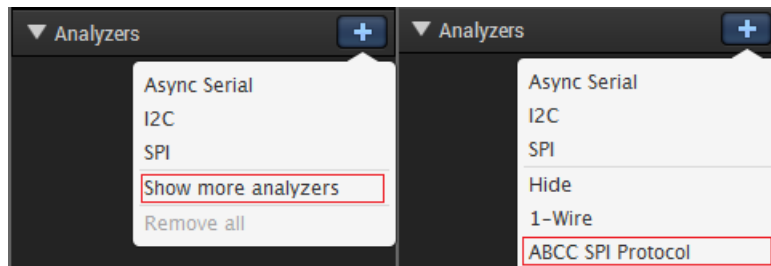 Analyzers
Async Serial
I2C
SPI
Show more analyzers
Remove all
Analyzers
Async Serial
I2C
SPI
Hide
1-Wire
ABCC SPI Protocol